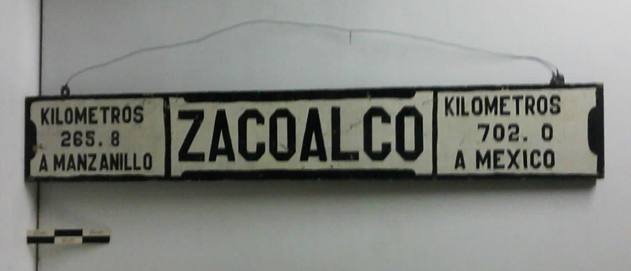 KILOMETROS
265.8
A MANZANILLO
ZACOALCO
KILOMETROS
702.0
A MEXICO